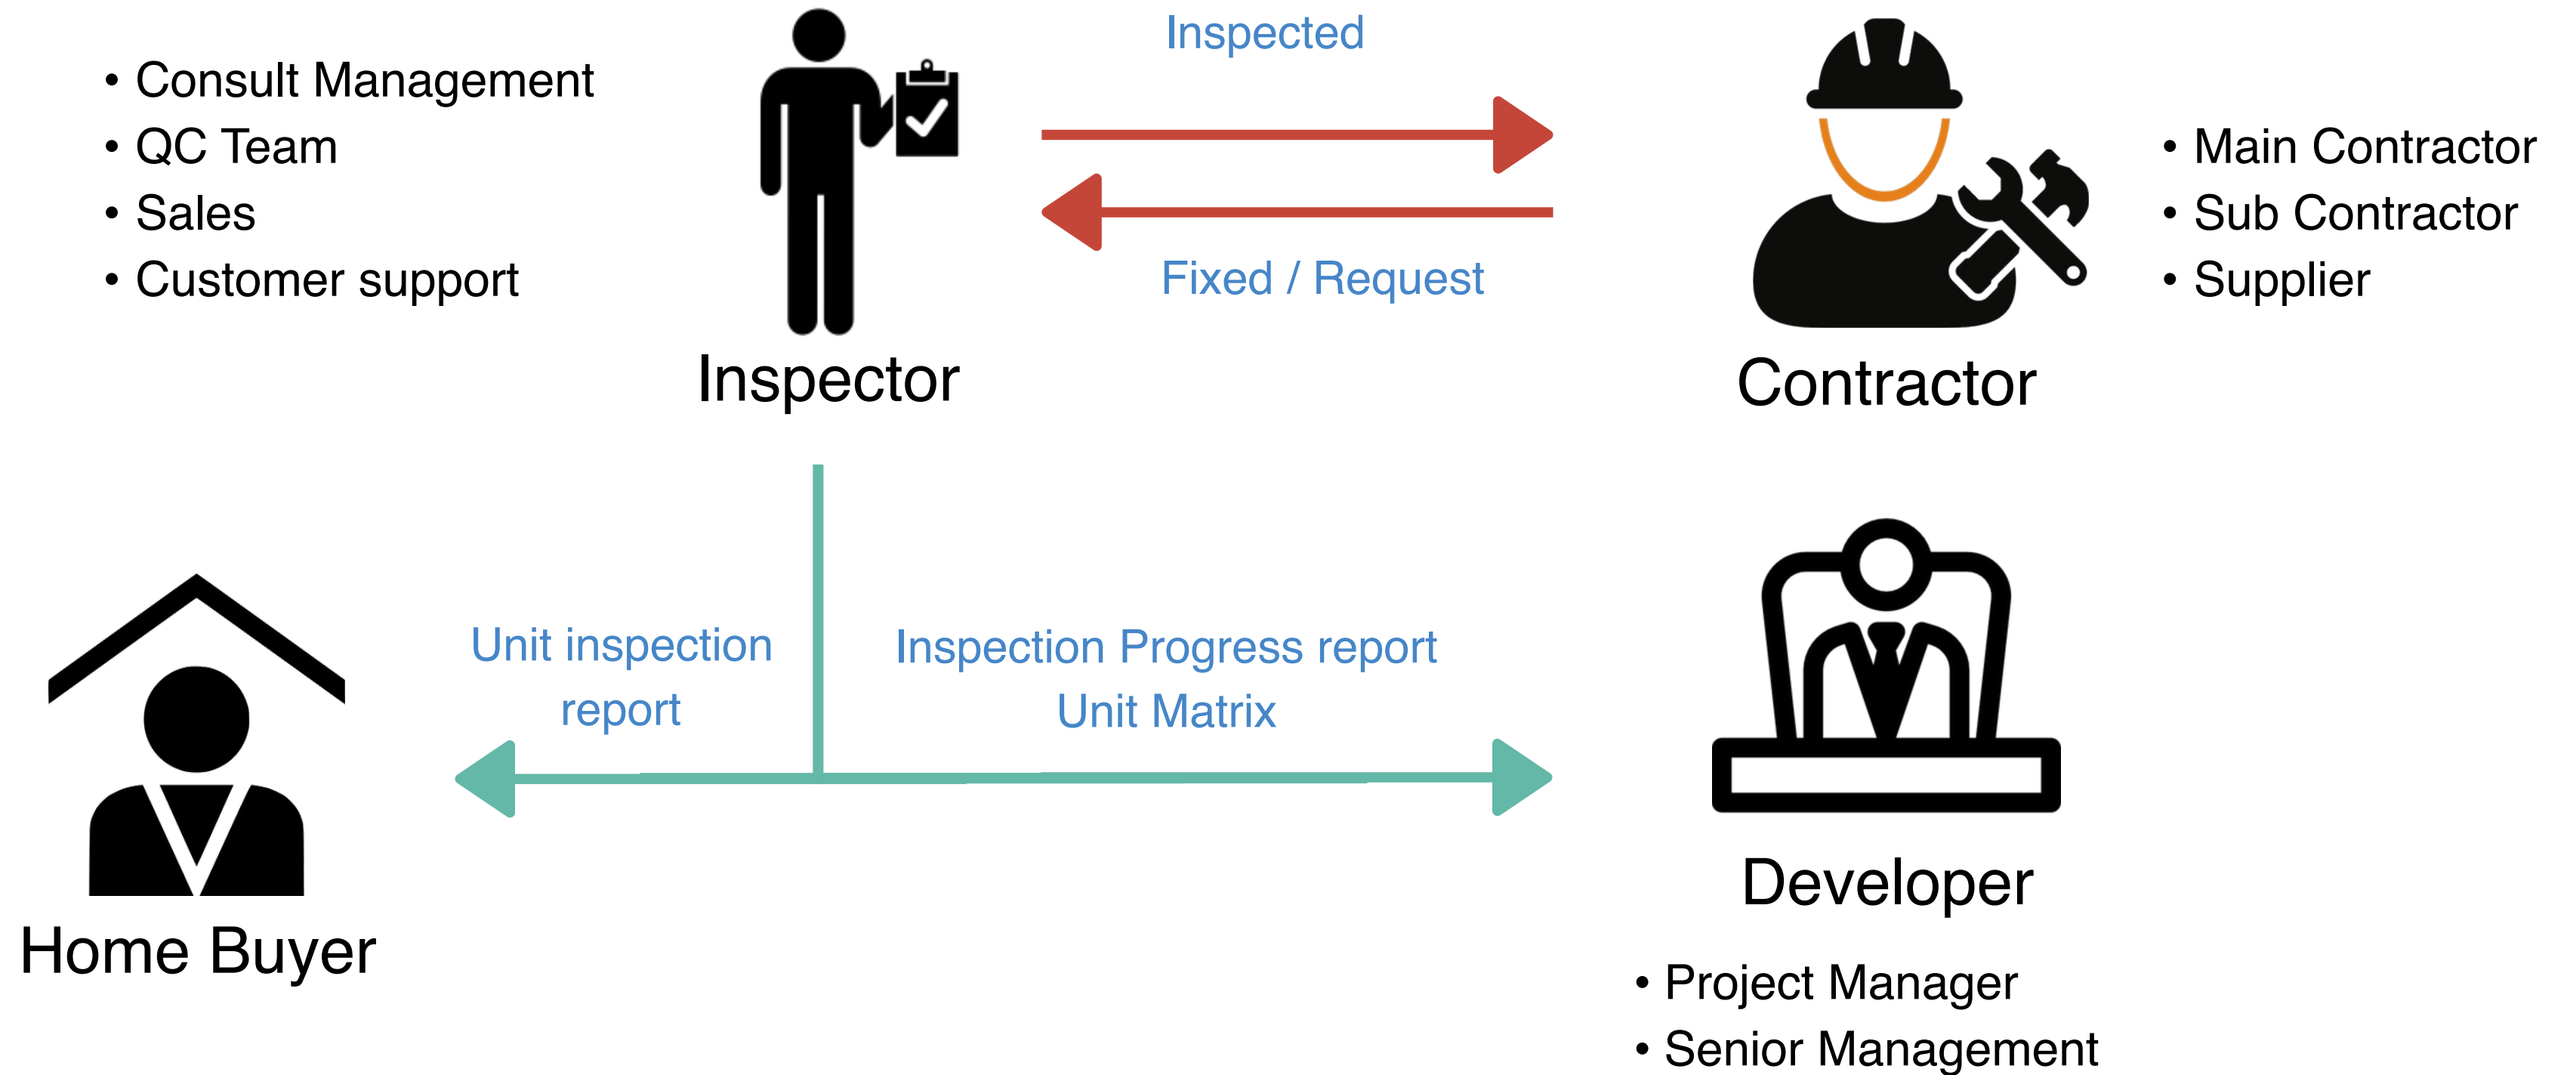 Inspected
• Consult Management
• QC Team
• Sales
• Customer support
• Main Contractor
• Sub Contractor
• Supplier
Fixed / Request
Inspector
Contractor
Unit inspection
report
Inspection Progress report
Unit Matrix
Home Buyer
Developer
• Project Manager
• Senior Management